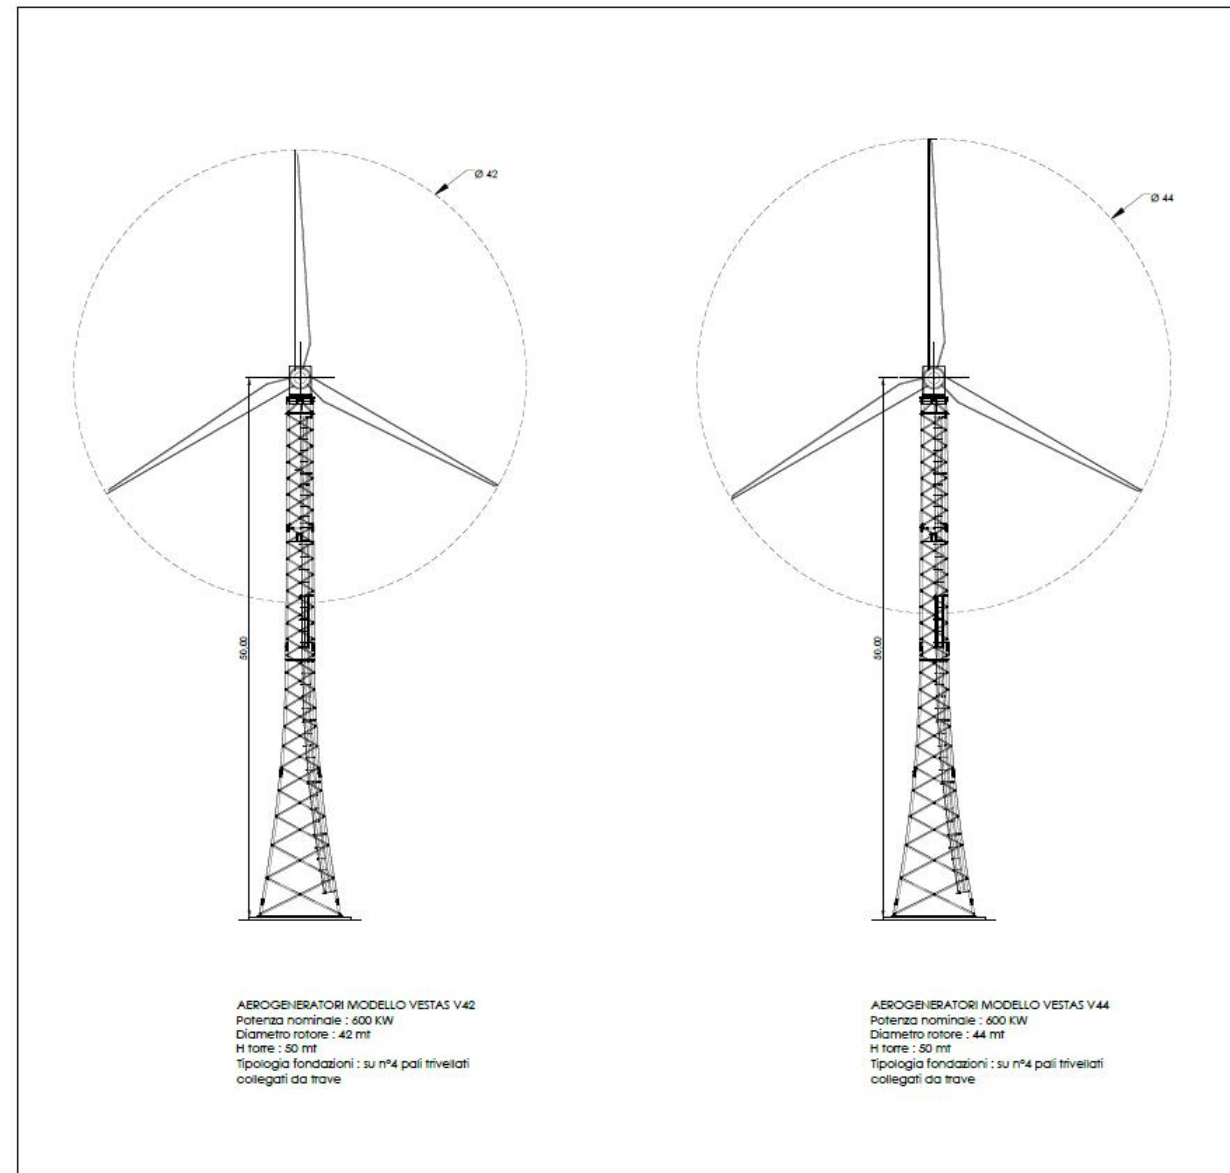 Ø 42
Ø 44
50.00
50.00
AEROGENERATORI MODELLO VESTAS V42
Potenza nominale : 600 KW
Diametro rotore : 42 mt
H torre : 50 mt
Tipologia fondazioni : su n°4 pali trivellati
collegati da trave
AEROGENERATORI MODELLO VESTAS V44
Potenza nominale : 600 KW
Diametro rotore : 44 mt
H torre : 50 mt
Tipologia fondazioni : su n°4 pali trivellati
collegati da trave